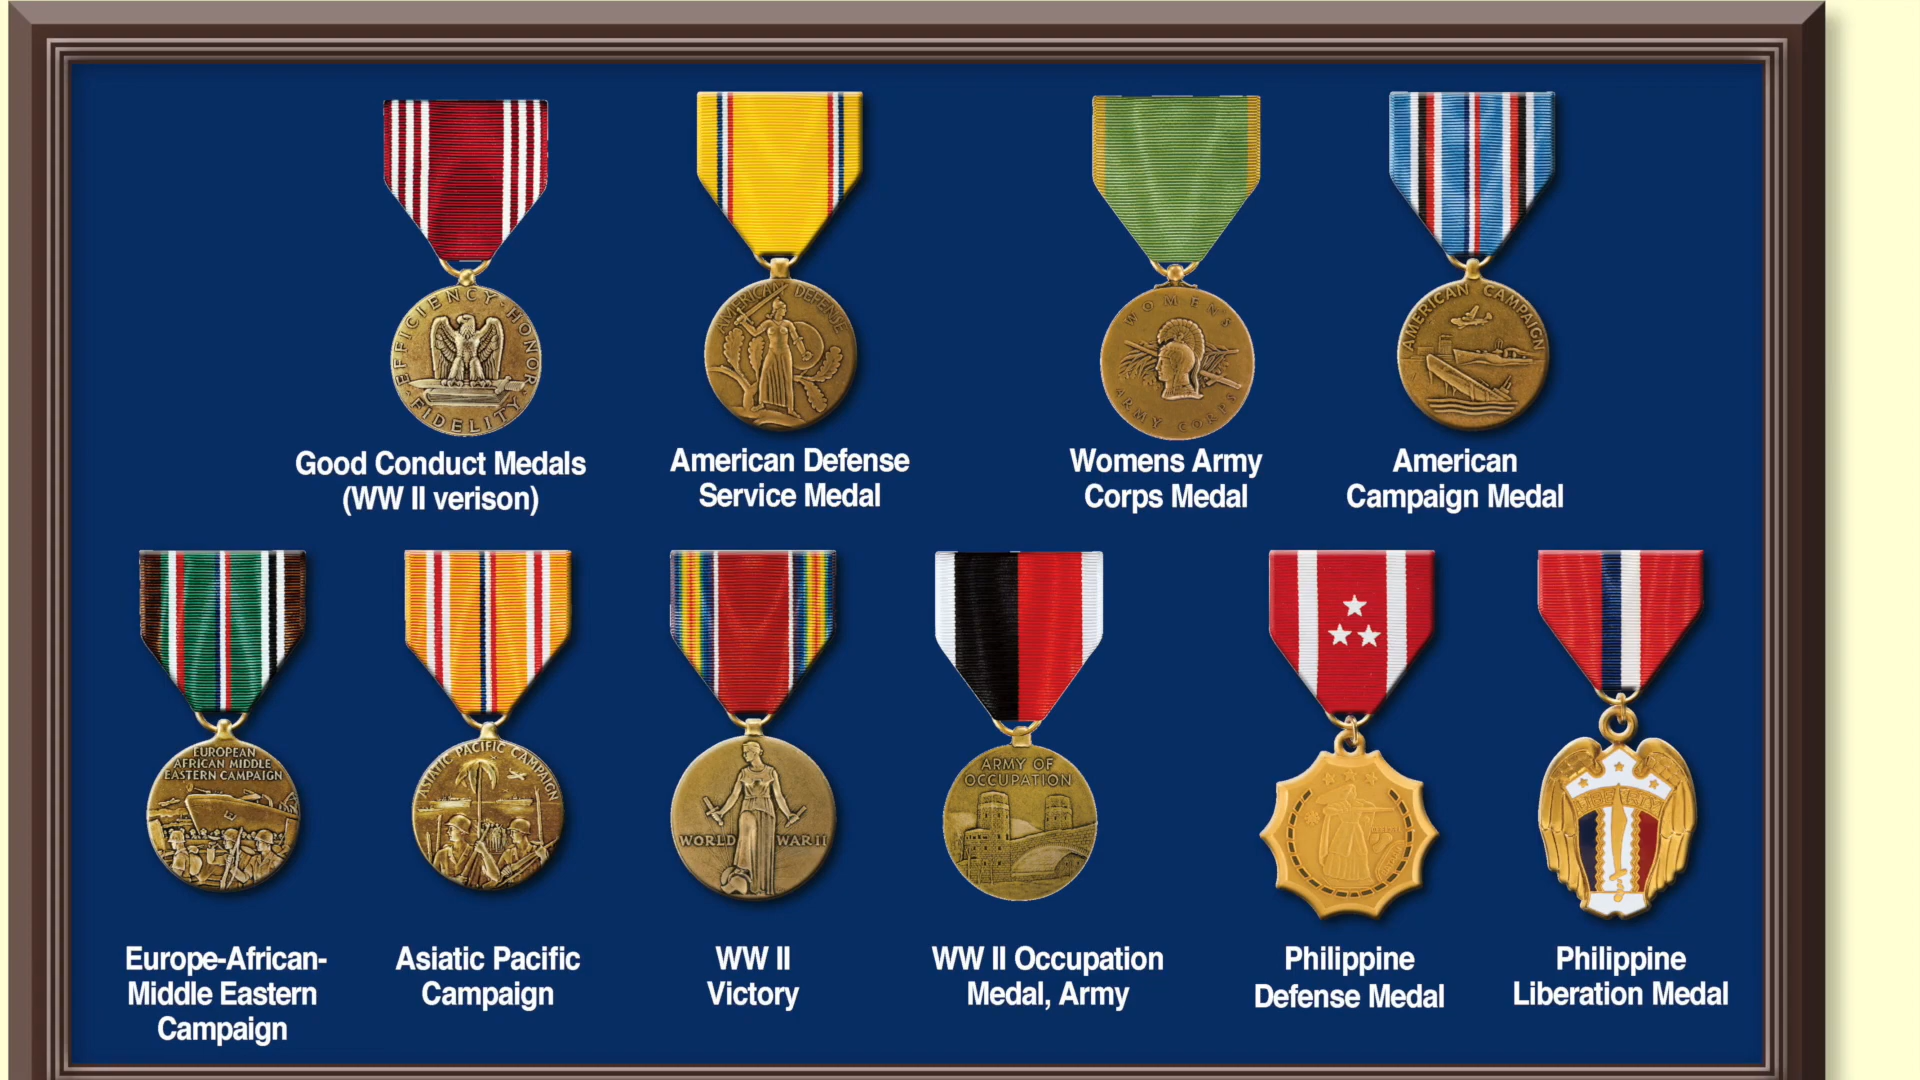 EFFICIENCY · HONOR · FIDELITY
AMERICAN DEFENSE
WOMEN'S
ARMY CORPS
AMERICAN CAMPAIGN
Good Conduct Medals
(WW II verison)
American Defense
Service Medal
Womens Army
Corps Medal
American
Campaign Medal
EUROPEAN
AFRICAN MIDDLE
EASTERN CAMPAIGN
ASIATIC PACIFIC CAMPAIGN
WORLD WAR II
ARMY OF
OCCUPATION
LIBERTY
Europe-African-
Middle Eastern
Campaign
Asiatic Pacific
Campaign
WW II
Victory
WW II Occupation
Medal, Army
Philippine
Defense Medal
Philippine
Liberation Medal